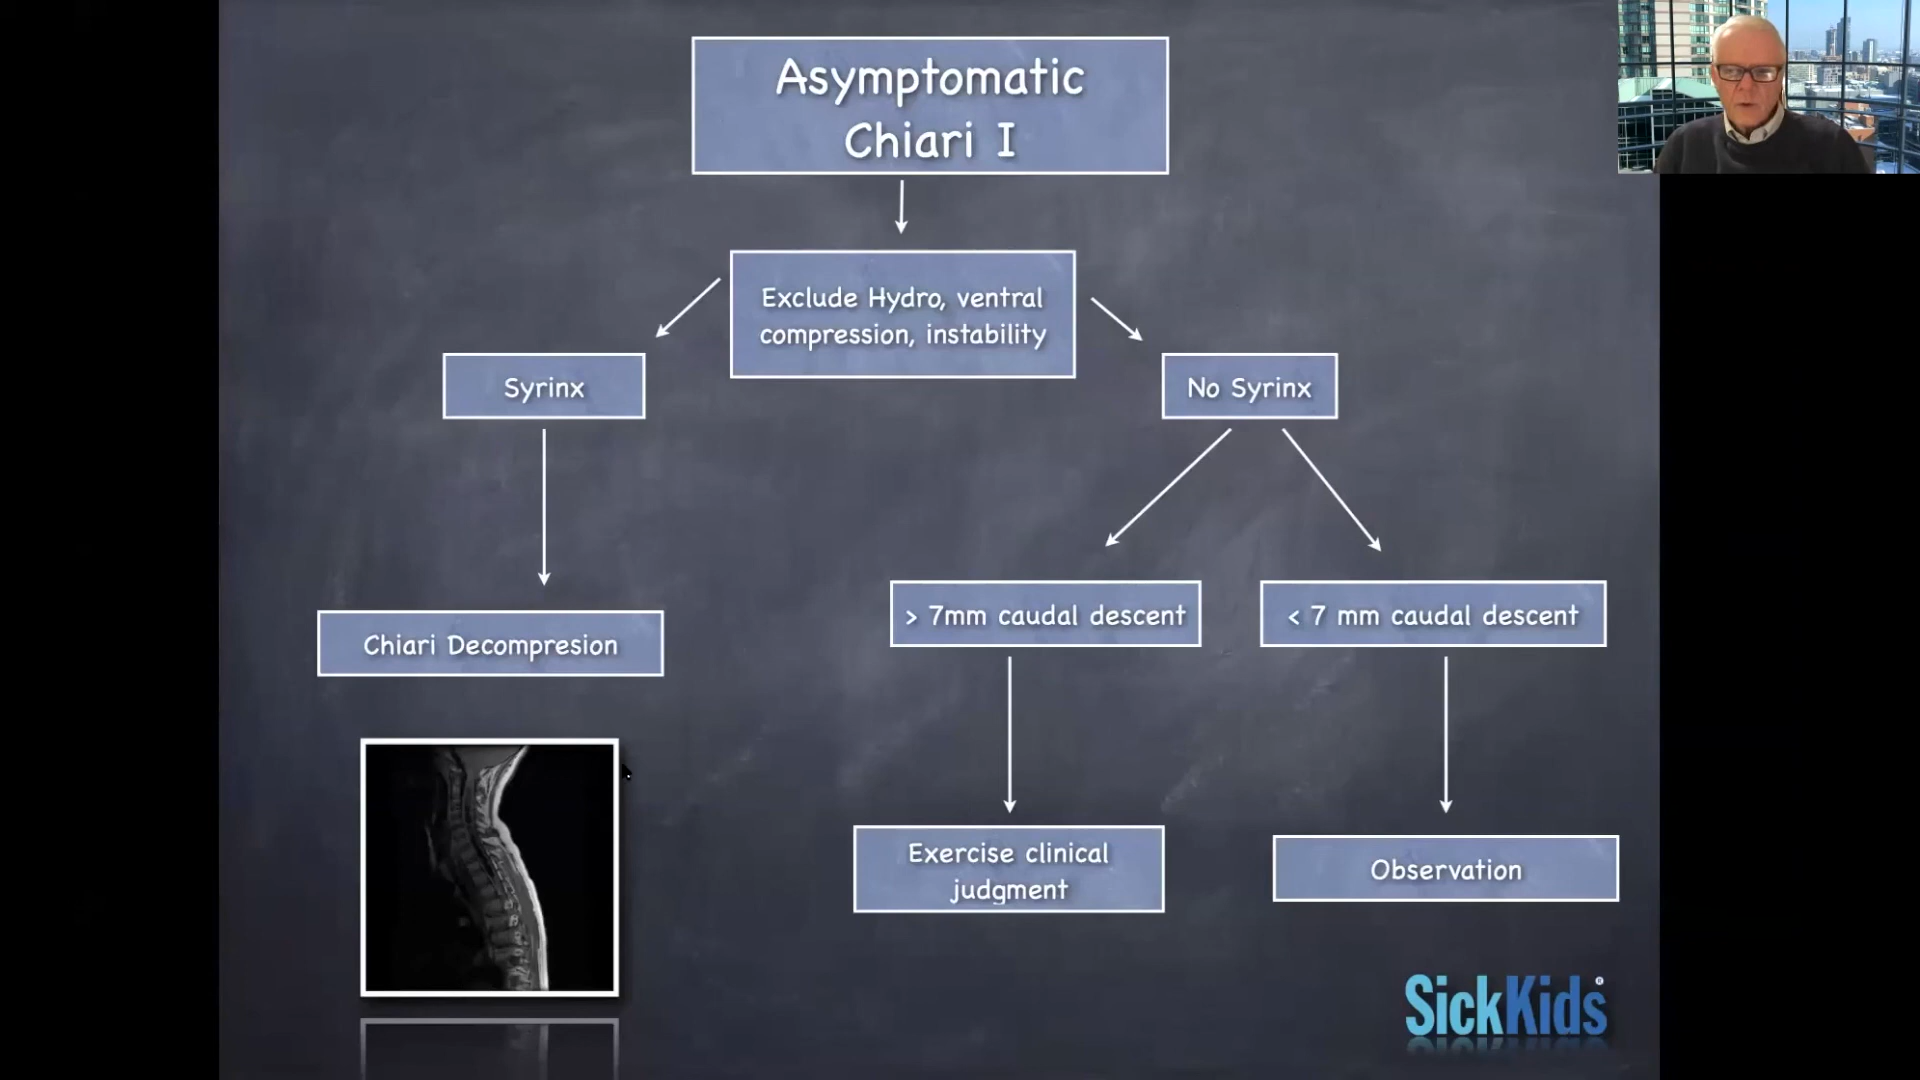 Asymptomatic
Chiari I
Exclude Hydro, ventral
compression, instability
Syrinx
No Syrinx
> 7mm caudal descent
< 7 mm caudal descent
Chiari Decompresion
Exercise clinical
judgment
Observation
SickKids®